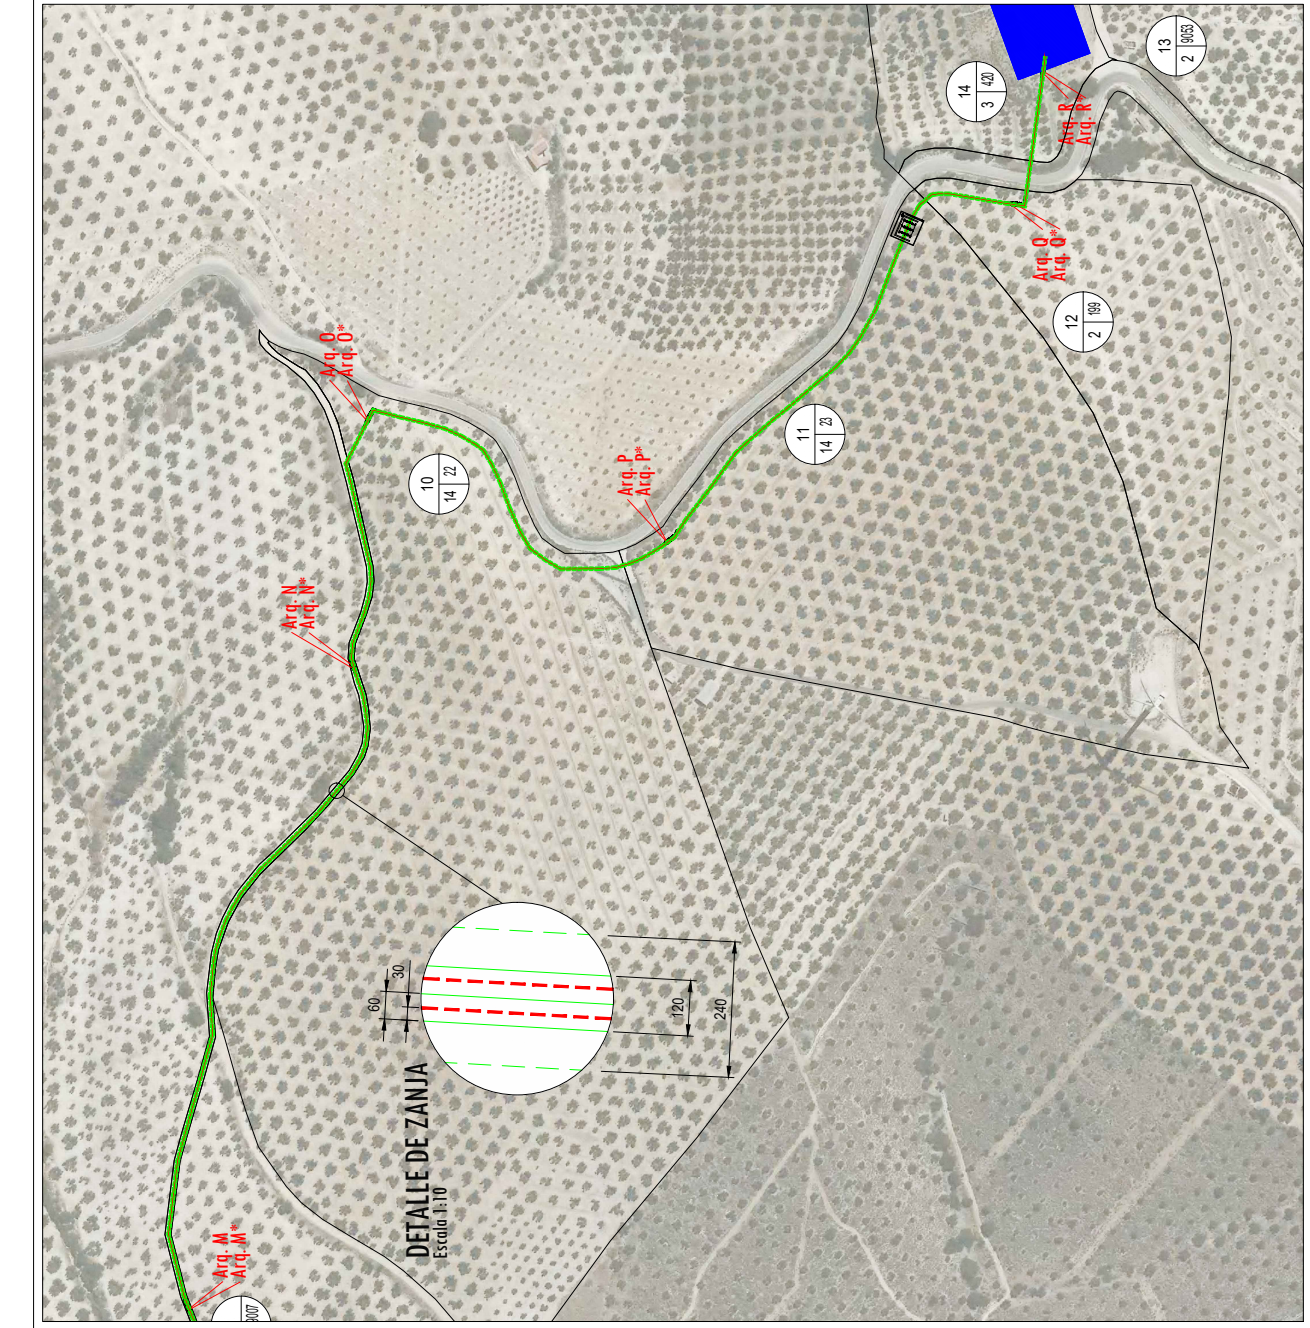 13
2 9053
14
3 420
Arq. R
Arq. R*
Arq. Q
Arq. Q*
12
2 199
Arq. O
Arq. O*
11
14 23
10
14 22
Arq. P
Arq. P*
Arq. N
Arq. N*
60
30
120
240
DETALLE DE ZANJA
Escala 1:10
Arq. M
Arq. M*
9007